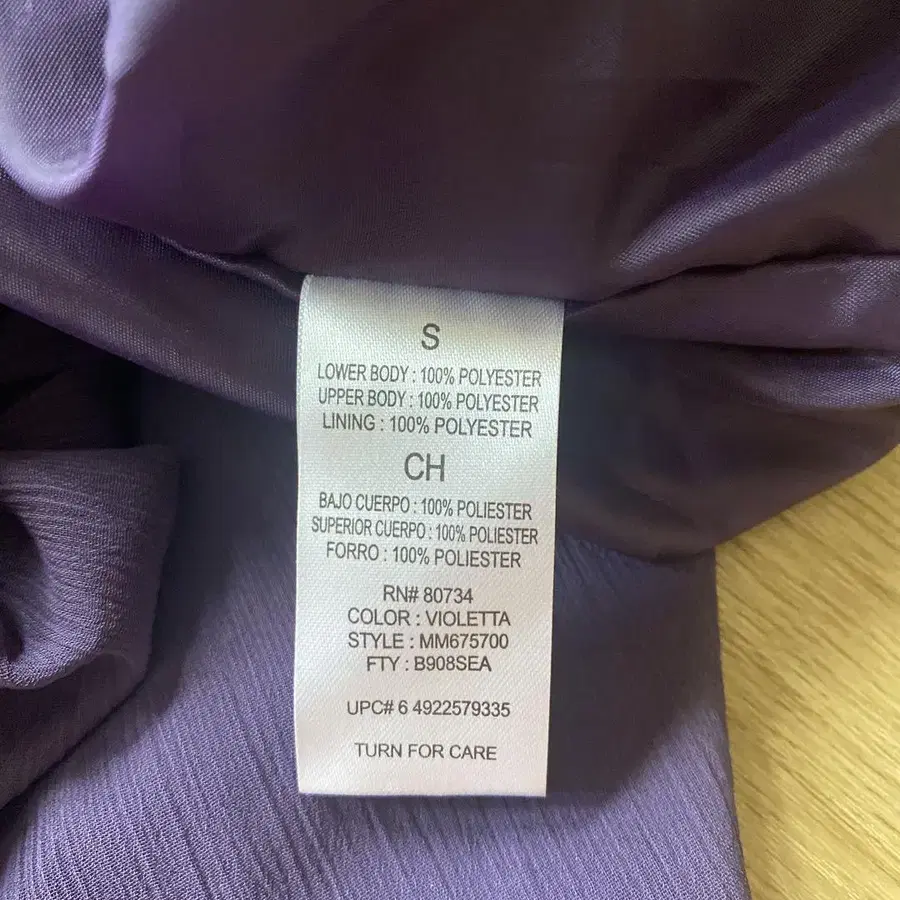 S
LOWER BODY : 100% POLYESTER
UPPER BODY : 100% POLYESTER
LINING : 100% POLYESTER
CH
BAJO CUERPO : 100% POLIESTER
SUPERIOR CUERPO : 100% POLIESTER
FORRO : 100% POLIESTER
RN# 80734
COLOR : VIOLETTA
STYLE : MM675700
FTY : B908SEA
UPC# 6 4922579335
TURN FOR CARE